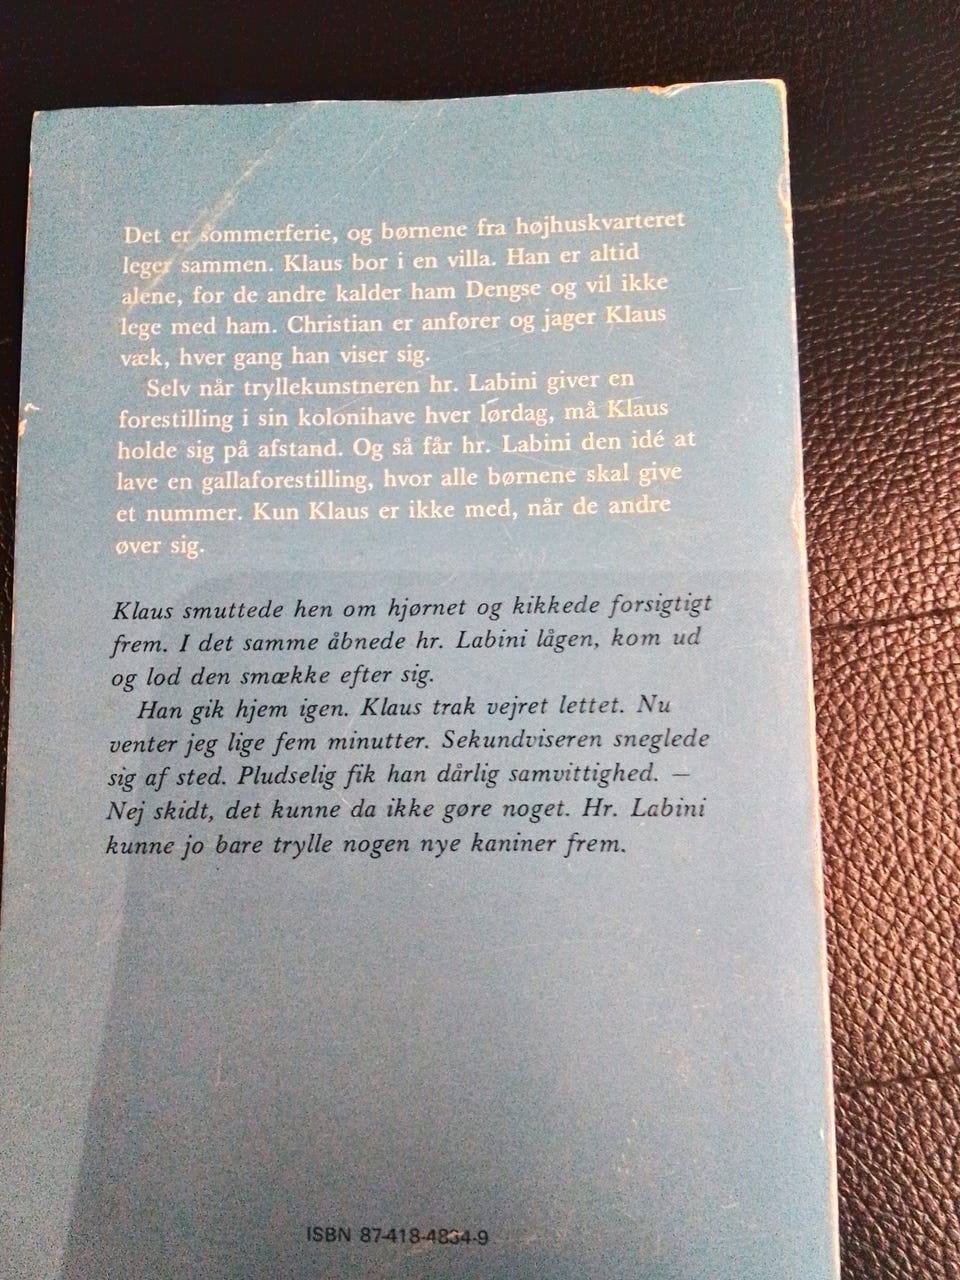 Det er sommerferie, og børnene fra højhuskvarteret
leger sammen. Klaus bor i en villa. Han er altid
alene, for de andre kalder ham Dengse og vil ikke
lege med ham. Christian er anfører og jager Klaus
væk, hver gang han viser sig.
Selv når tryllekunstneren hr. Labini giver en
forestilling i sin kolonihave hver lørdag, må Klaus
holde sig på afstand. Og så får hr. Labini den idé at
lave en gallaforestilling, hvor alle børnene skal give
et nummer. Kun Klaus er ikke med, når de andre
øver sig.
Klaus smuttede hen om hjørnet og kikkede forsigtigt
frem. I det samme åbnede hr. Labini lågen, kom ud
og lod den smække efter sig.
Han gik hjem igen. Klaus trak vejret lettet. Nu
venter jeg lige fem minutter. Sekundviseren sneglede
sig af sted. Pludselig fik han dårlig samvittighed. —
Nej skidt, det kunne da ikke gøre noget. Hr. Labini
kunne jo bare trylle nogen nye kaniner frem.
ISBN 87-418-4834-9